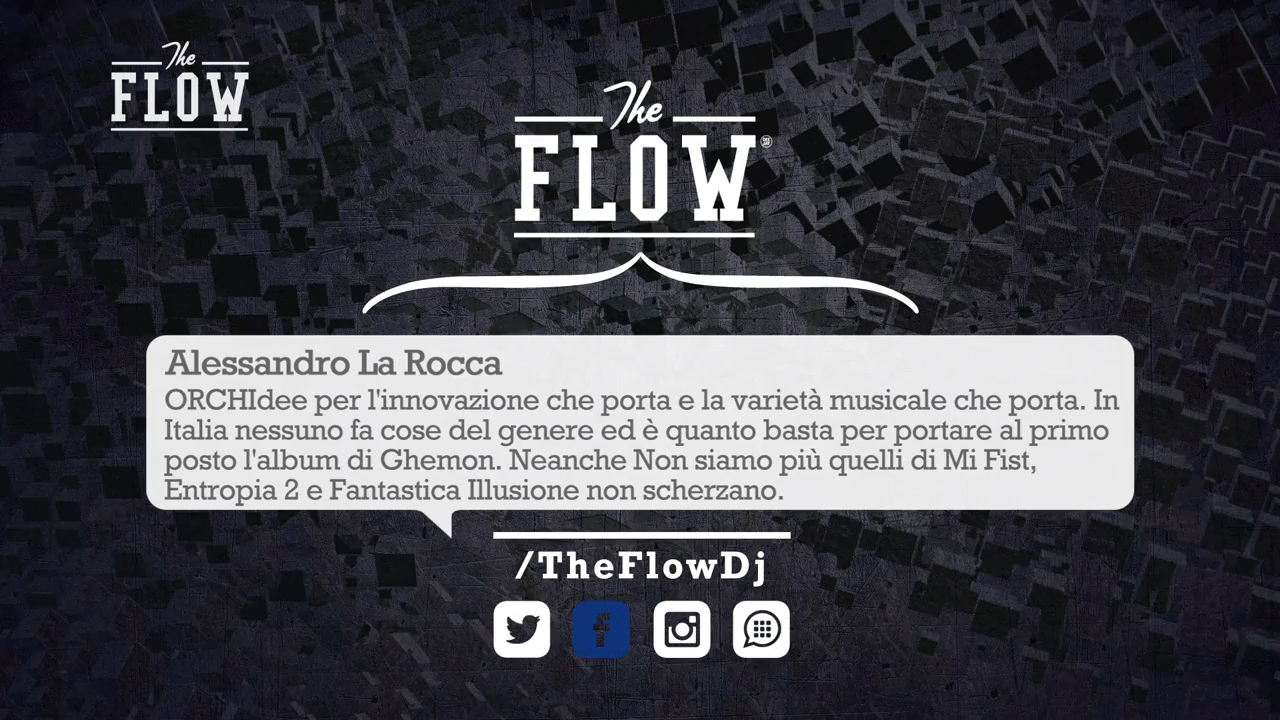 The
FLOW
The
FLOW
Alessandro La Rocca
ORCHIdee per l'innovazione che porta e la varietà musicale che porta. In
Italia nessuno fa cose del genere ed è quanto basta per portare al primo
posto l'album di Ghemon. Neanche Non siamo più quelli di Mi Fist,
Entropia 2 e Fantastica Illusione non scherzano.
/TheFlowDj